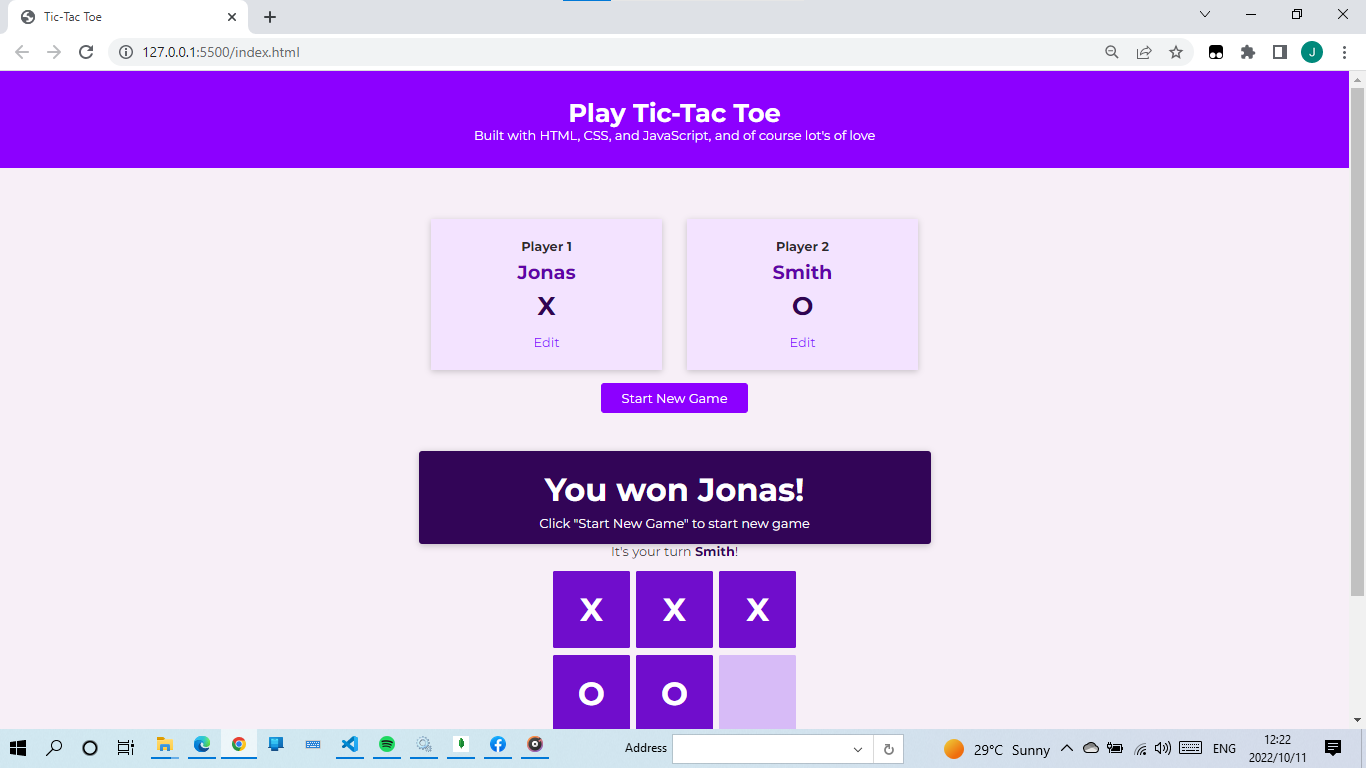 Tic-Tac Toe
127.0.0.1:5500/index.html
J
Play Tic-Tac Toe
Built with HTML, CSS, and JavaScript, and of course lot's of love
Player 1
Jonas
X
Edit
Player 2
Smith
O
Edit
Start New Game
You won Jonas!
Click "Start New Game" to start new game
It's your turn Smith!
X X X
O O
Address
29°C Sunny
ENG
12:22
2022/10/11